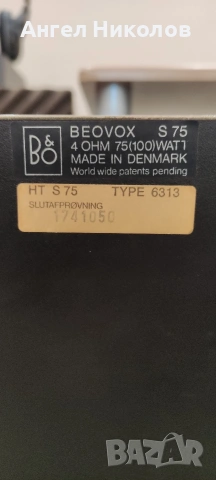 Ангел Николов
B&O
BEOVOX S 75
4 OHM 75(100)WATT
MADE IN DENMARK
World wide patents pending
HT S 75 TYPE 6313
SLUTAFPRØVNING
1741050
BAZAR